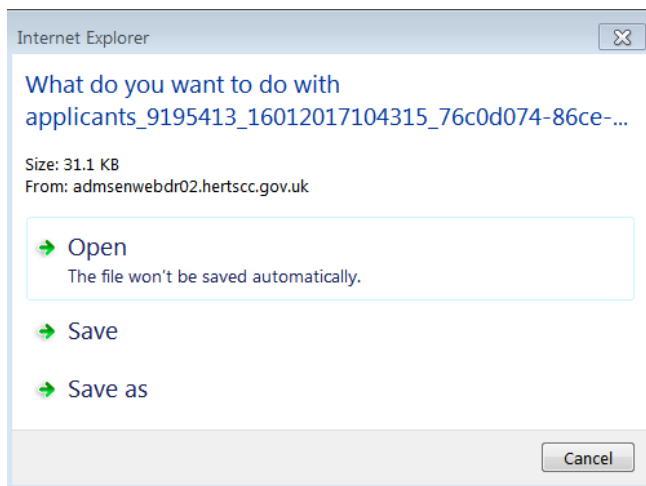 Internet Explorer
What do you want to do with
applicants_9195413_16012017104315_76c0d074-86ce-...
Size: 31.1 KB
From: admsenwebdr02.hertscc.gov.uk
Open
The file won't be saved automatically.
Save
Save as
Cancel